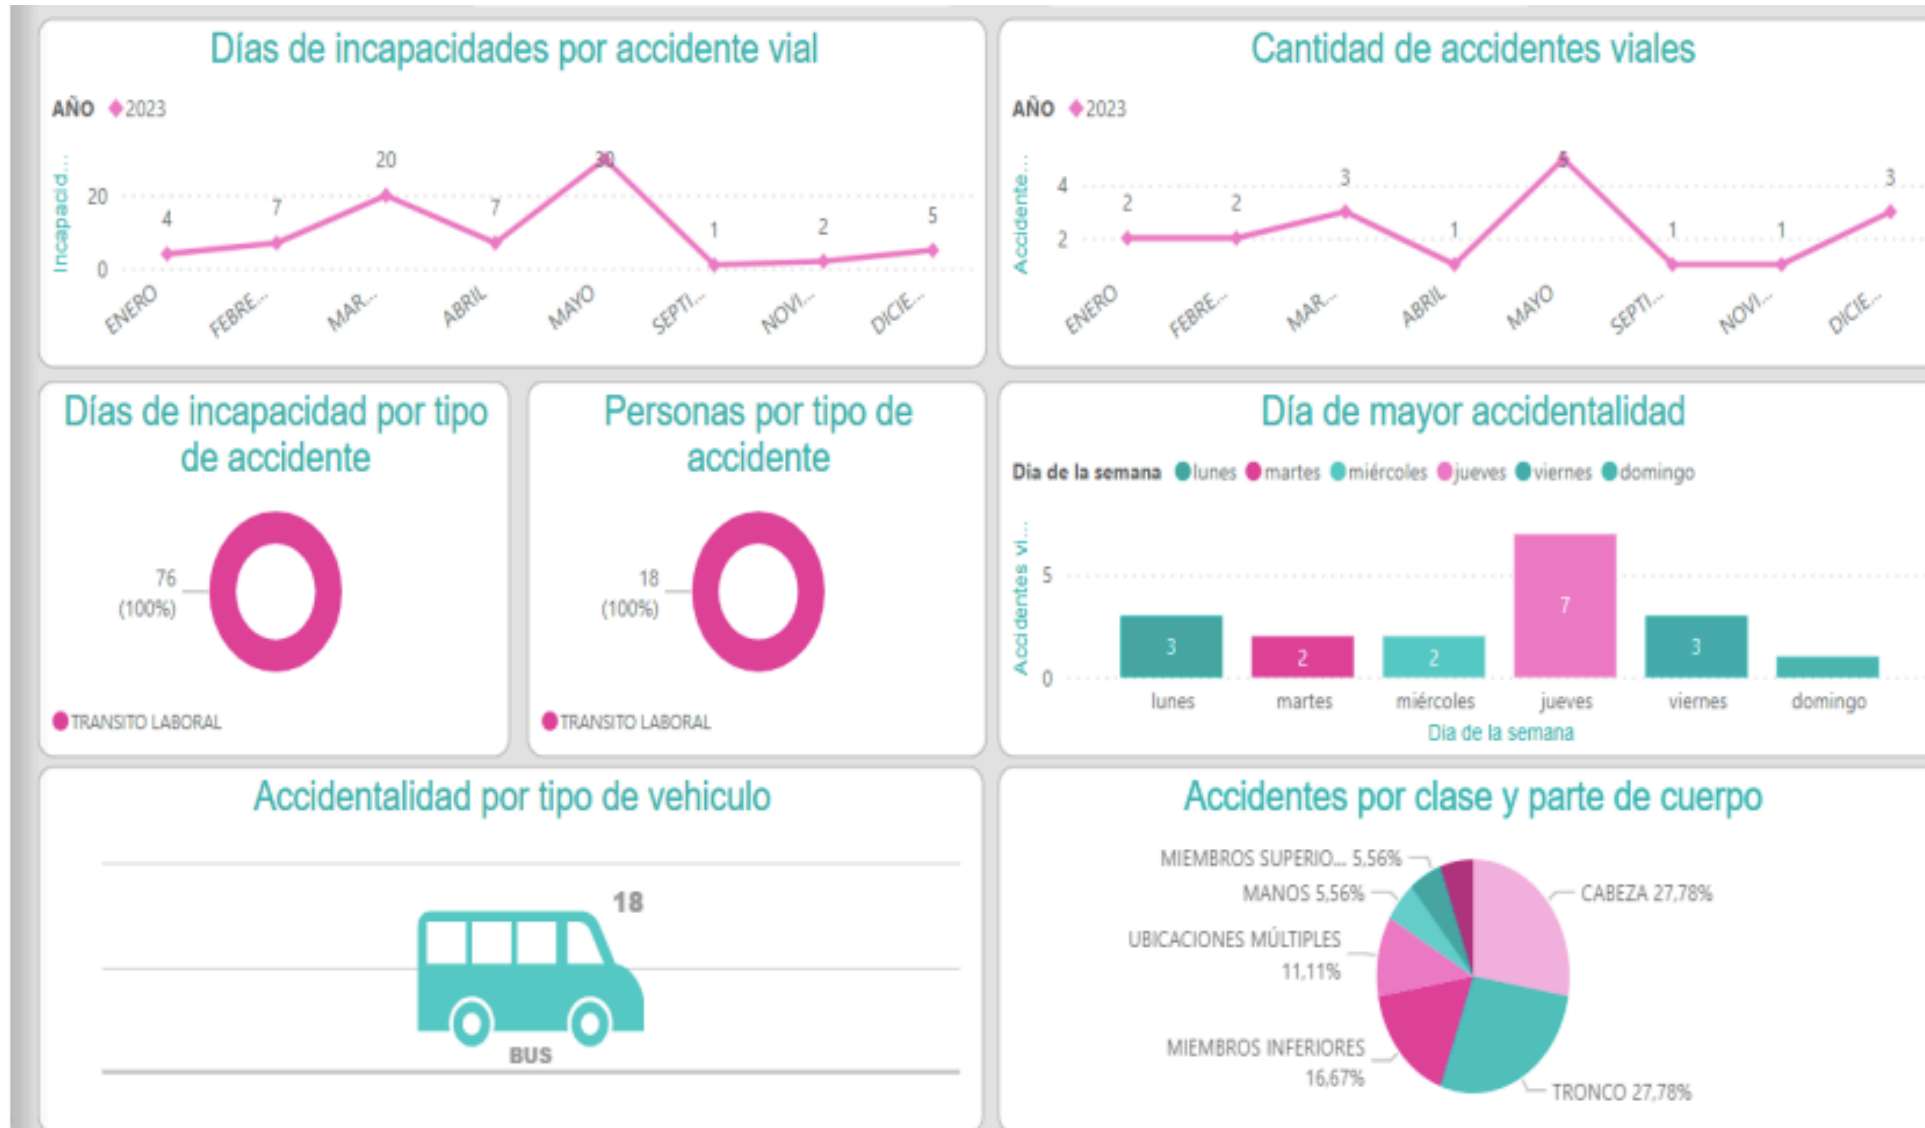 Días de incapacidades por accidente vial
AÑO 2023
Incapacid...
20
0
4
7
20
7
30
1
2
5
ENERO
FEBRE...
MAR...
ABRIL
MAYO
SEPTI...
NOVI...
DICIE...
Cantidad de accidentes viales
AÑO 2023
Accidente...
4
2
2
2
3
1
5
1
1
3
ENERO
FEBRE...
MAR...
ABRIL
MAYO
SEPTI...
NOVI...
DICIE...
Días de incapacidad por tipo
de accidente
76
(100%)
TRANSITO LABORAL
Personas por tipo de
accidente
18
(100%)
TRANSITO LABORAL
Día de mayor accidentalidad
Dia de la semana lunes martes miércoles jueves viernes domingo
Accidentes vi...
5
0
3
2
2
7
3
lunes
martes
miércoles
jueves
viernes
domingo
Dia de la semana
Accidentalidad por tipo de vehiculo
18
BUS
Accidentes por clase y parte de cuerpo
MIEMBROS SUPERIO... 5,56%
MANOS 5,56%
UBICACIONES MÚLTIPLES
11,11%
MIEMBROS INFERIORES
16,67%
CABEZA 27,78%
TRONCO 27,78%